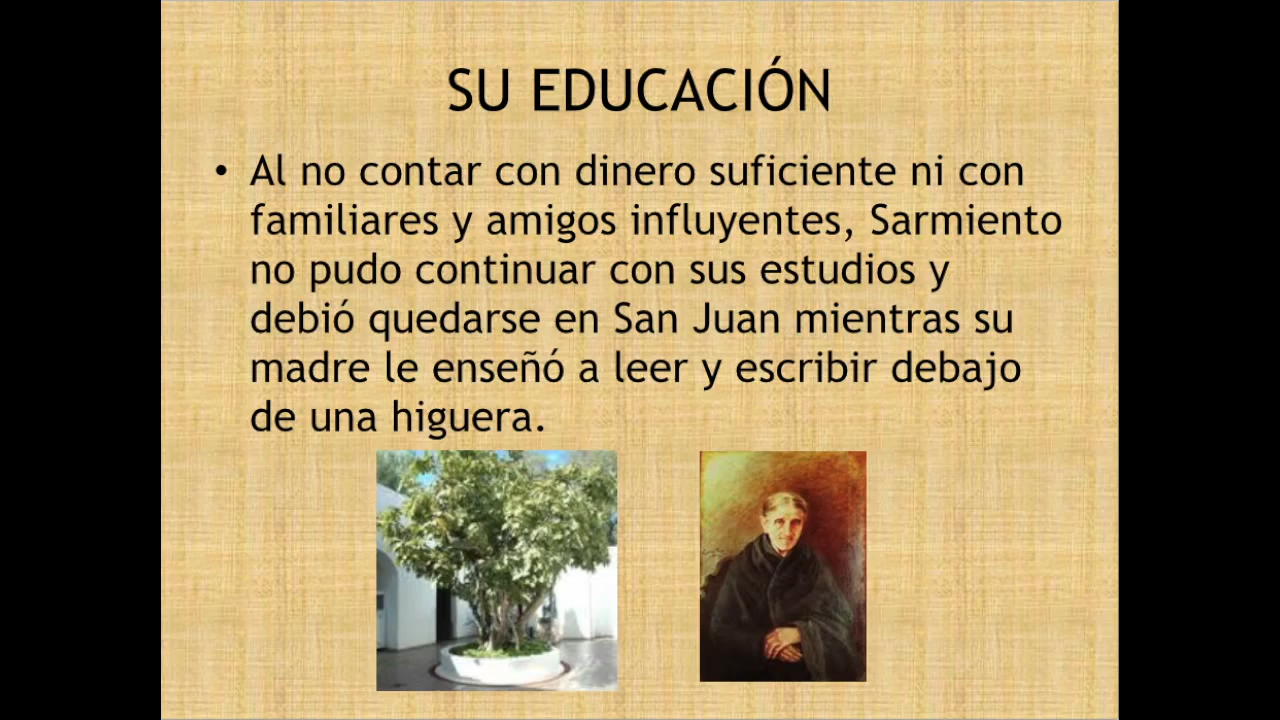 SU EDUCACIÓN
• Al no contar con dinero suficiente ni con
familiares y amigos influyentes, Sarmiento
no pudo continuar con sus estudios y
debió quedarse en San Juan mientras su
madre le enseñó a leer y escribir debajo
de una higuera.